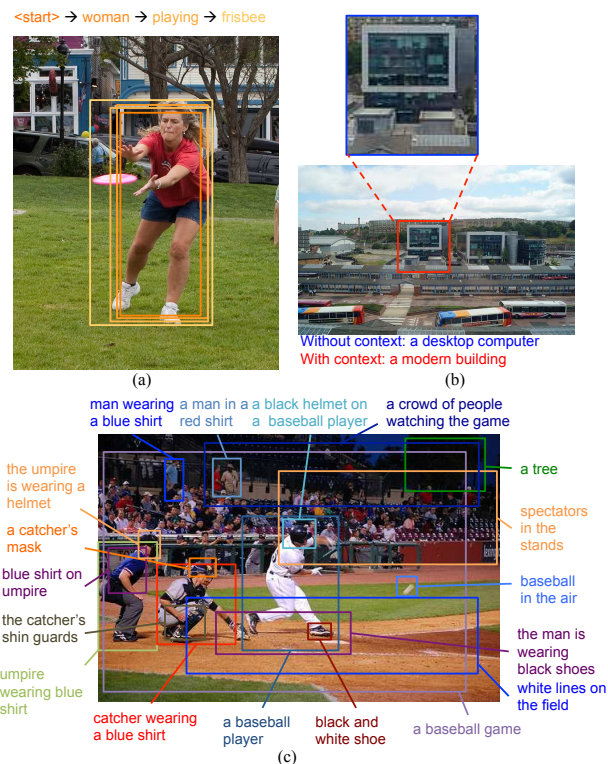 <start> → woman → playing → frisbee
(a)
Without context: a desktop computer
With context: a modern building
(b)
man wearing
a blue shirt
a man in a
red shirt
a black helmet on
a baseball player
a crowd of people
watching the game
the umpire
is wearing a
helmet
a catcher's
mask
blue shirt on
umpire
the catcher's
shin guards
umpire
wearing blue
shirt
a tree
spectators
in the
stands
baseball
in the air
the man is
wearing
black shoes
white lines on
the field
catcher wearing
a blue shirt
a baseball
player
black and
white shoe
a baseball game
(c)